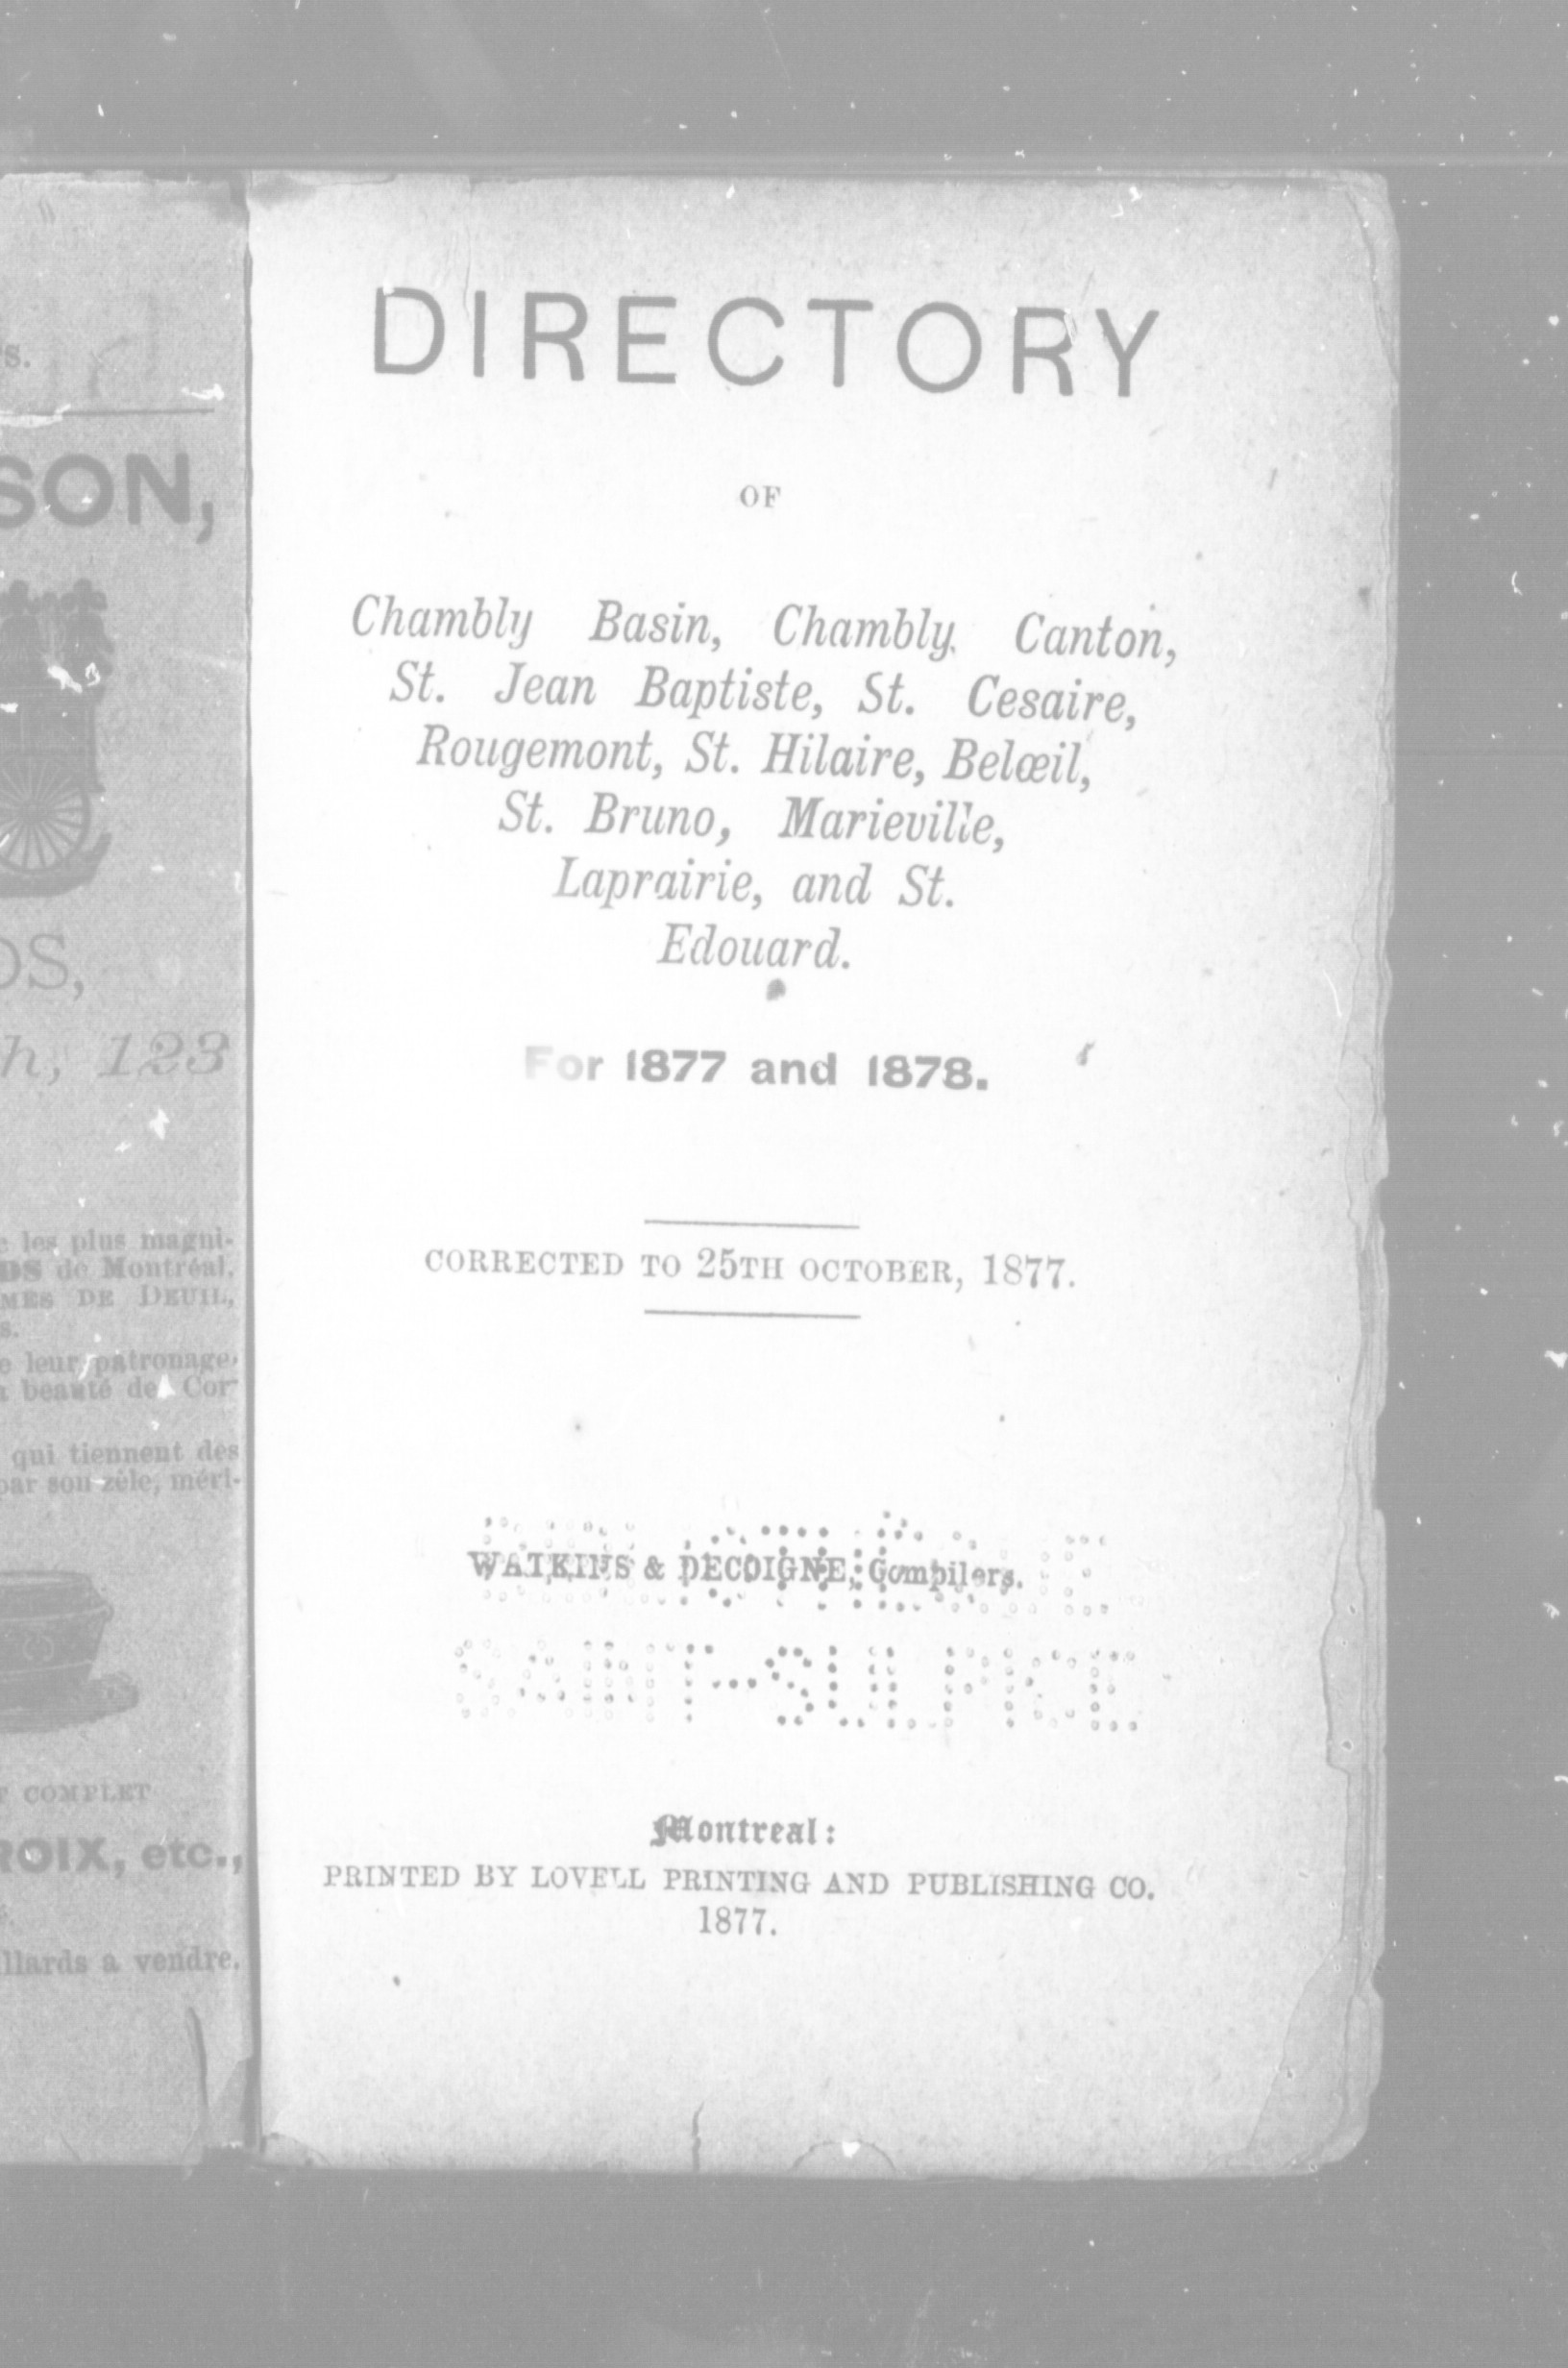 s.
SON,
OS,
h, 123
les plus magni-
DS de Montréal.
MES DE DEUIL,
s.
e leur patronage,
beauté de Cor-
qui tiennent des
par son zèle, méri-
COMPLET
ROIX, etc.,
llards a vendre.
DIRECTORY
OF
Chambly Basin, Chambly Canton,
St. Jean Baptiste, St. Cesaire,
Rougemont, St. Hilaire, Belœil,
St. Bruno, Marieville,
Laprairie, and St.
Edouard.
For 1877 and 1878.
CORRECTED TO 25TH OCTOBER, 1877.
WATKINS & DECOIGNE, Compilers.
SAINT-SULPICE
Montreal:
PRINTED BY LOVELL PRINTING AND PUBLISHING CO.
1877.